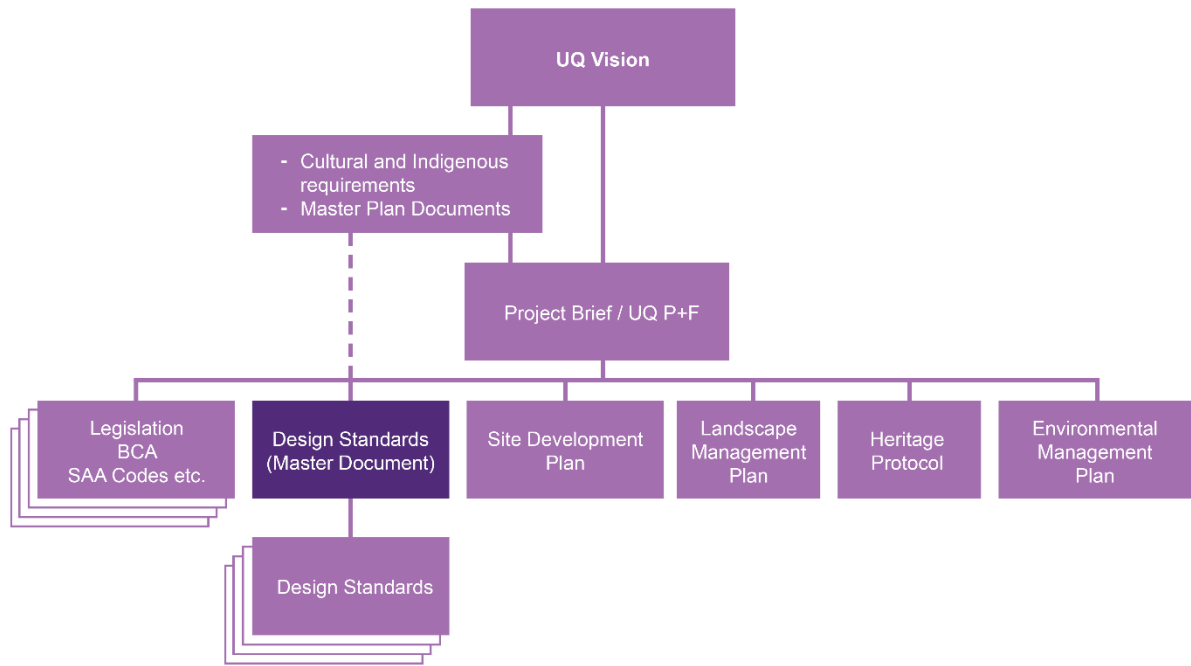 UQ Vision
- Cultural and Indigenous
requirements
- Master Plan Documents
Project Brief / UQ P+F
Legislation
BCA
SAA Codes etc.
Design Standards
(Master Document)
Site Development
Plan
Landscape
Management
Plan
Heritage
Protocol
Environmental
Management
Plan
Design Standards